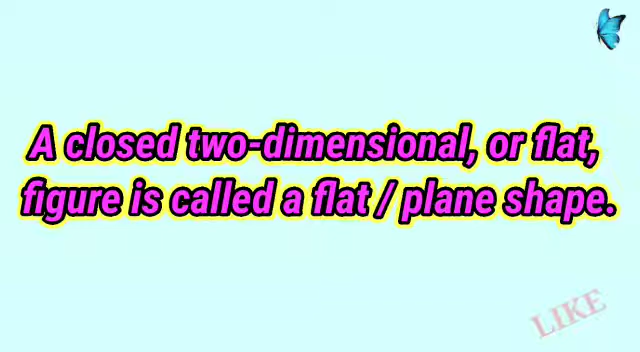 A closed two-dimensional, or flat,
figure is called a flat / plane shape.
LIKE